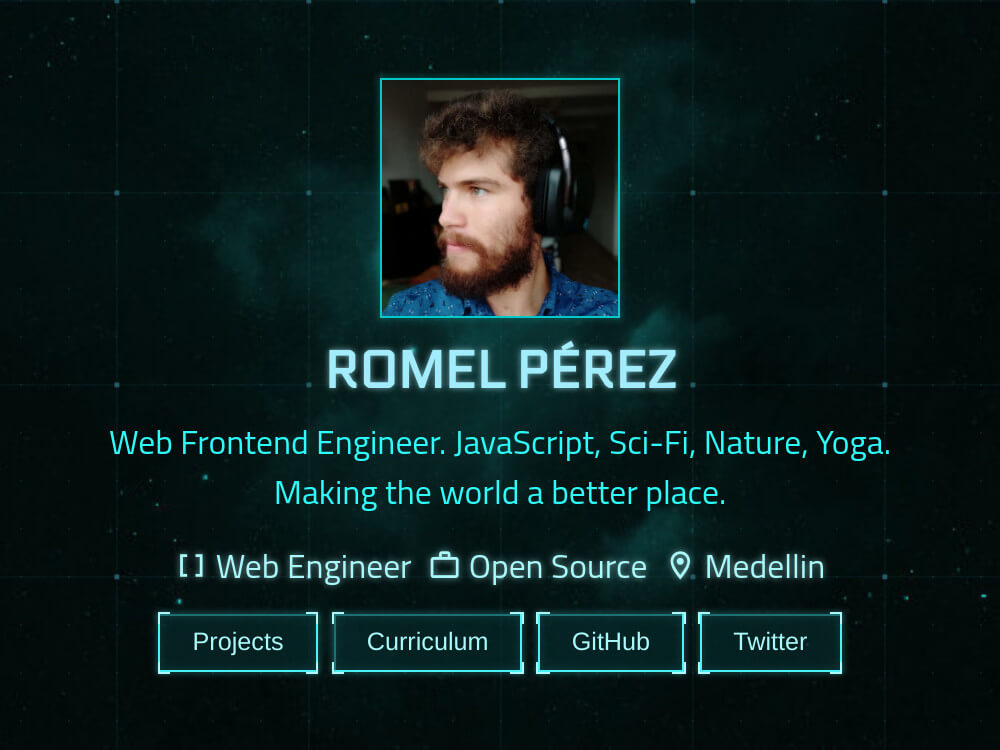 ROMEL PÉREZ
Web Frontend Engineer. JavaScript, Sci-Fi, Nature, Yoga.
Making the world a better place.
Web Engineer Open Source Medellin
Projects Curriculum GitHub Twitter